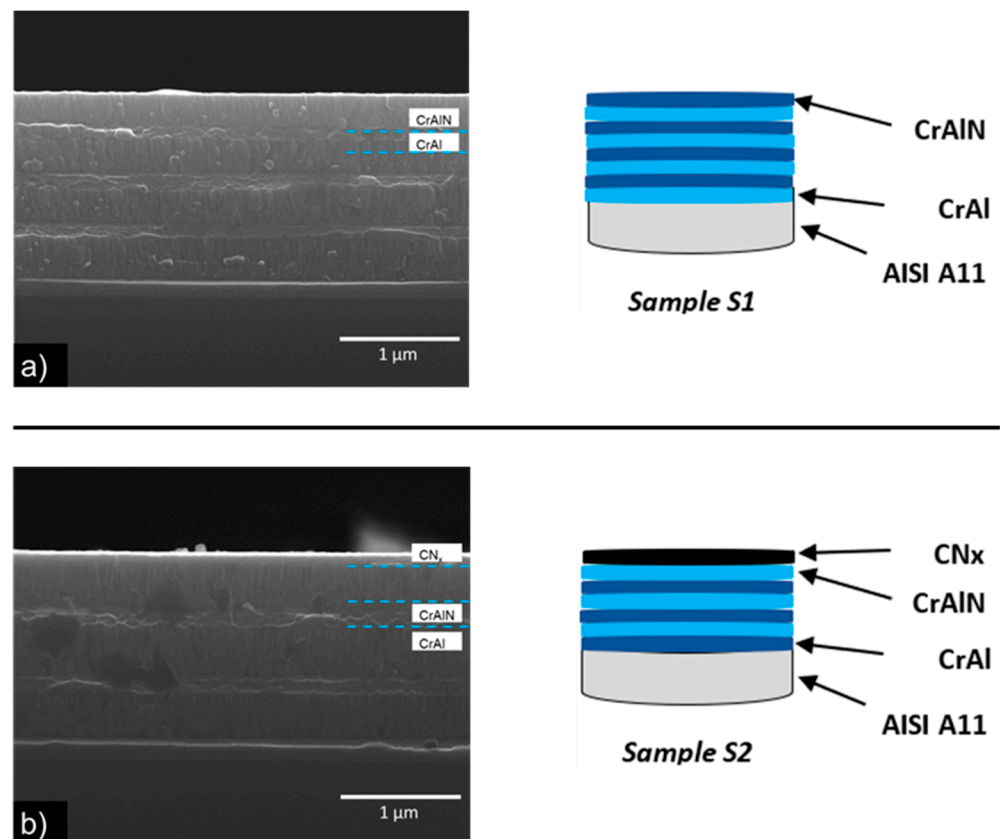 CrAlN
CrAl
1 µm
a)
CrAlN
CrAl
AISI A11
Sample S1
CNx
CrAlN
CrAl
1 µm
b)
CNx
CrAlN
CrAl
AISI A11
Sample S2